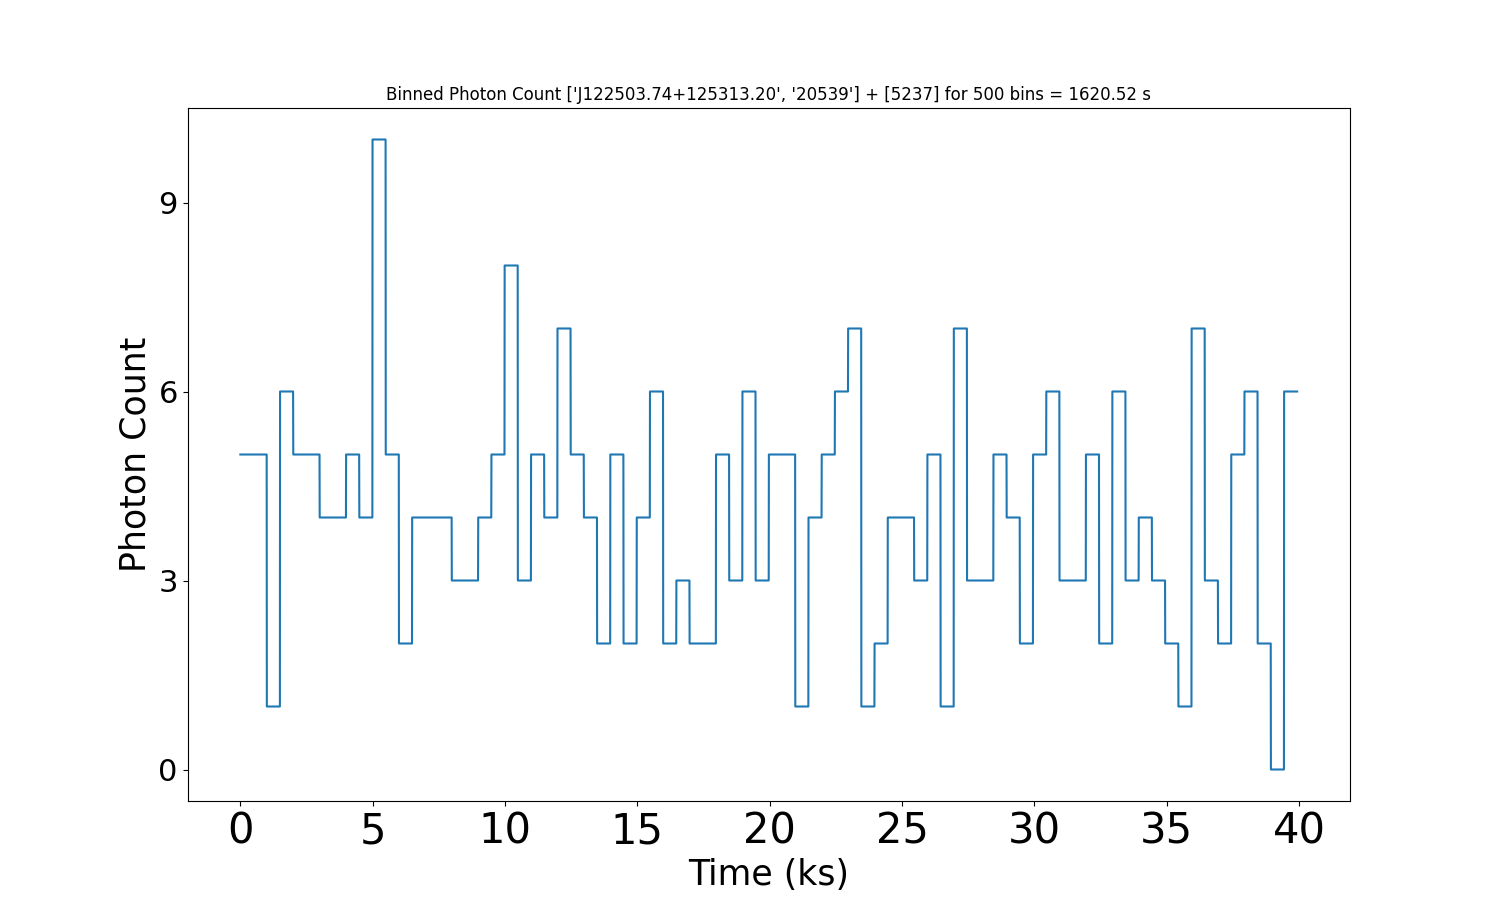 Binned Photon Count ['J122503.74+125313.20', '20539'] + [5237] for 500 bins = 1620.52 s
9
6
3
0
Photon Count
0 5 10 15 20 25 30 35 40
Time (ks)